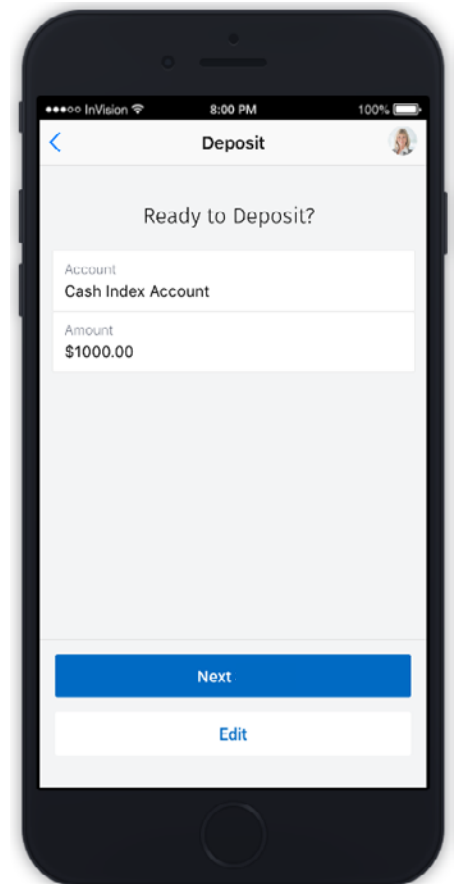 InVision 8:00 PM 100%
Deposit
Ready to Deposit?
Account
Cash Index Account
Amount
$1000.00
Next
Edit